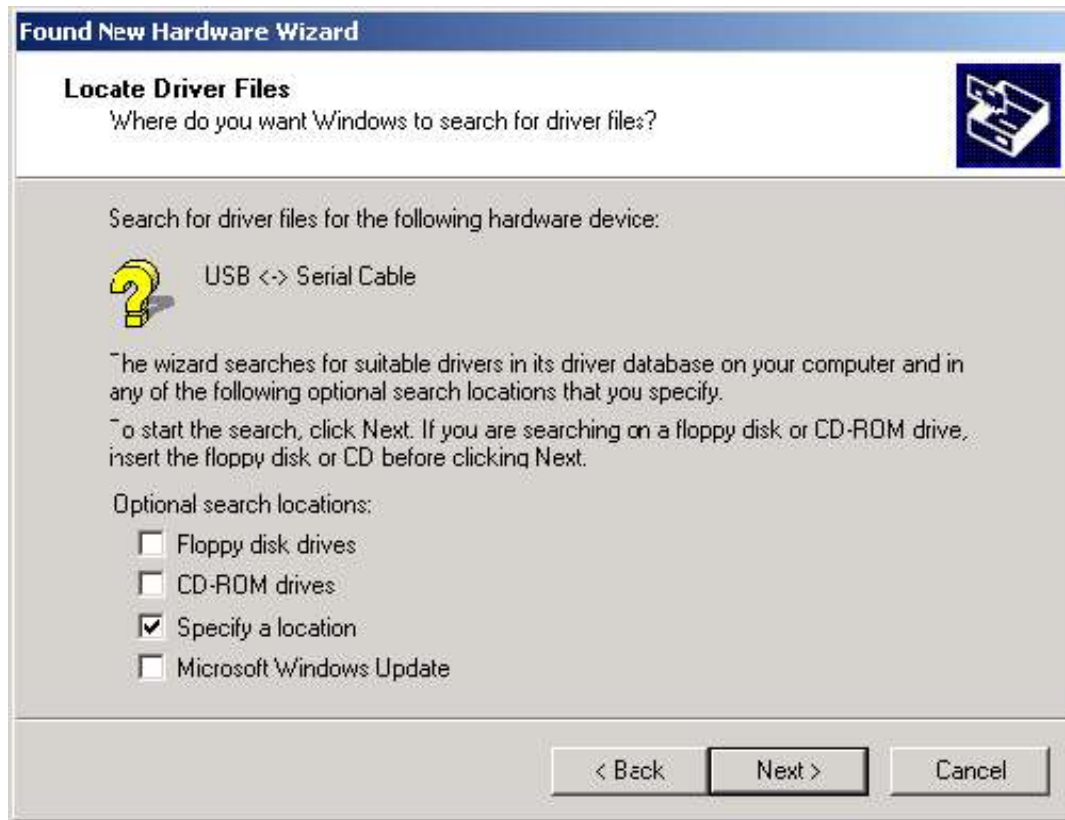 Found New Hardware Wizard
Locate Driver Files
Where do you want Windows to search for driver files?
Search for driver files for the following hardware device:
USB <-> Serial Cable
The wizard searches for suitable drivers in its driver database on your computer and in
any of the following optional search locations that you specify.
To start the search, click Next. If you are searching on a floppy disk or CD-ROM drive,
insert the floppy disk or CD before clicking Next.
Optional search locations:
Floppy disk drives
CD-ROM drives
Specify a location
Microsoft Windows Update
< Back Next > Cancel